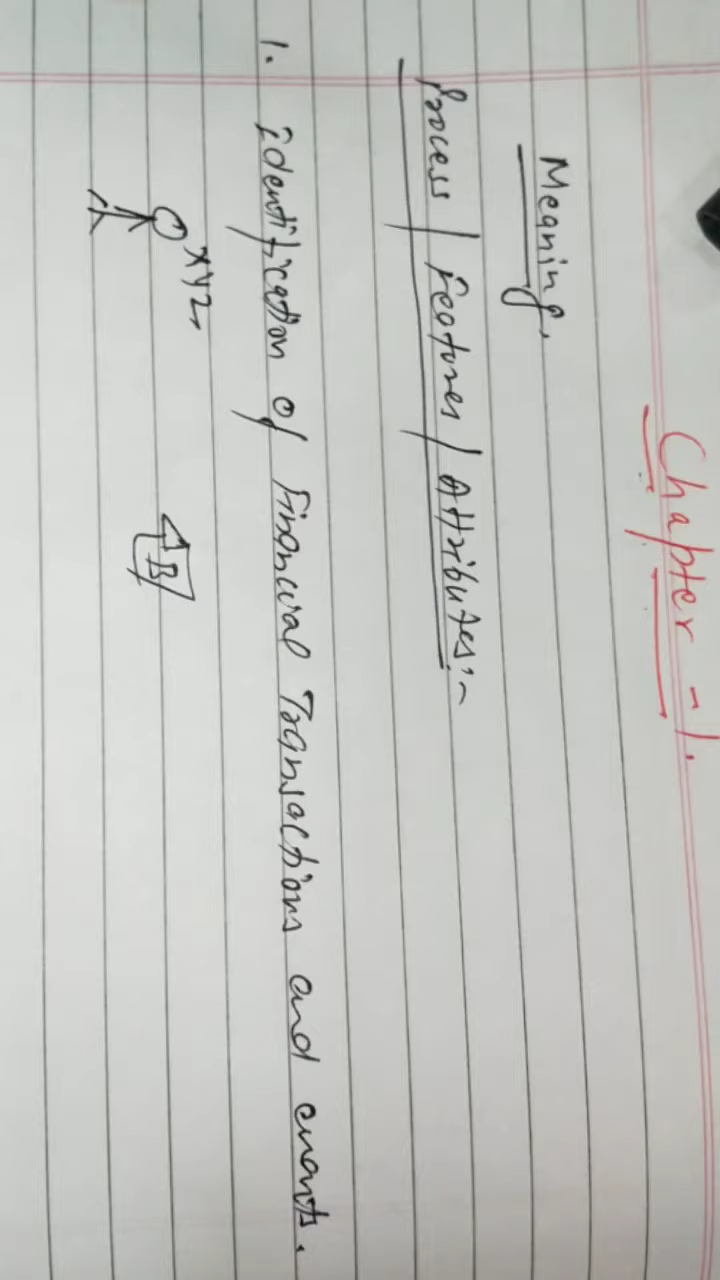 Chapter - 1.
Meaning.
Process / Features / Attributes:-
1. identification of Financial Transactions and events.
XYZ
B